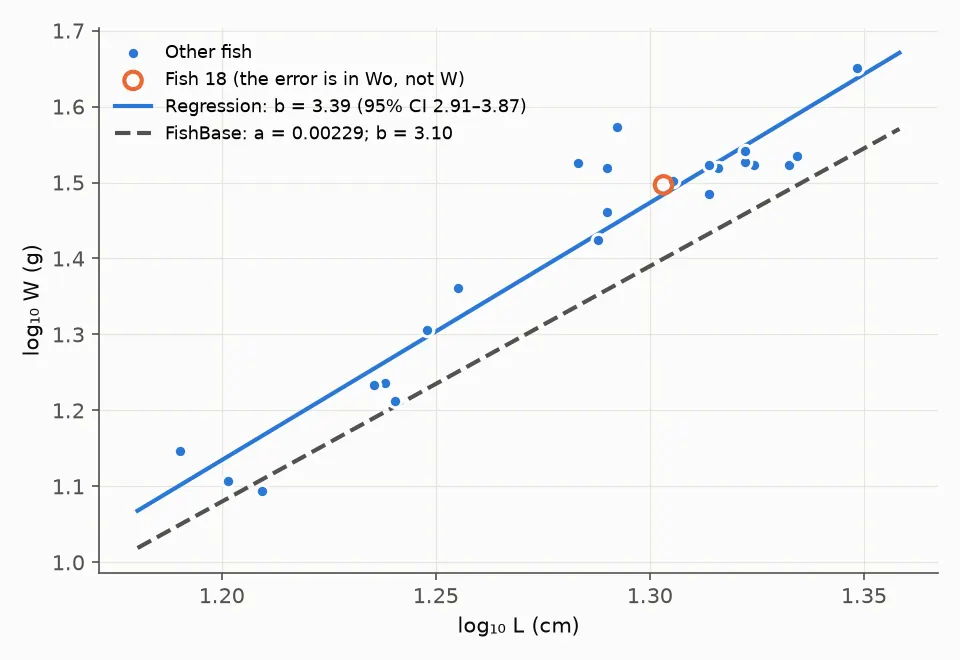 Other fish
Fish 18 (the error is in Wo, not W)
Regression: b = 3.39 (95% CI 2.91–3.87)
FishBase: a = 0.00229; b = 3.10
log₁₀ W (g)
1.7
1.6
1.5
1.4
1.3
1.2
1.1
1.0
1.20 1.25 1.30 1.35
log₁₀ L (cm)